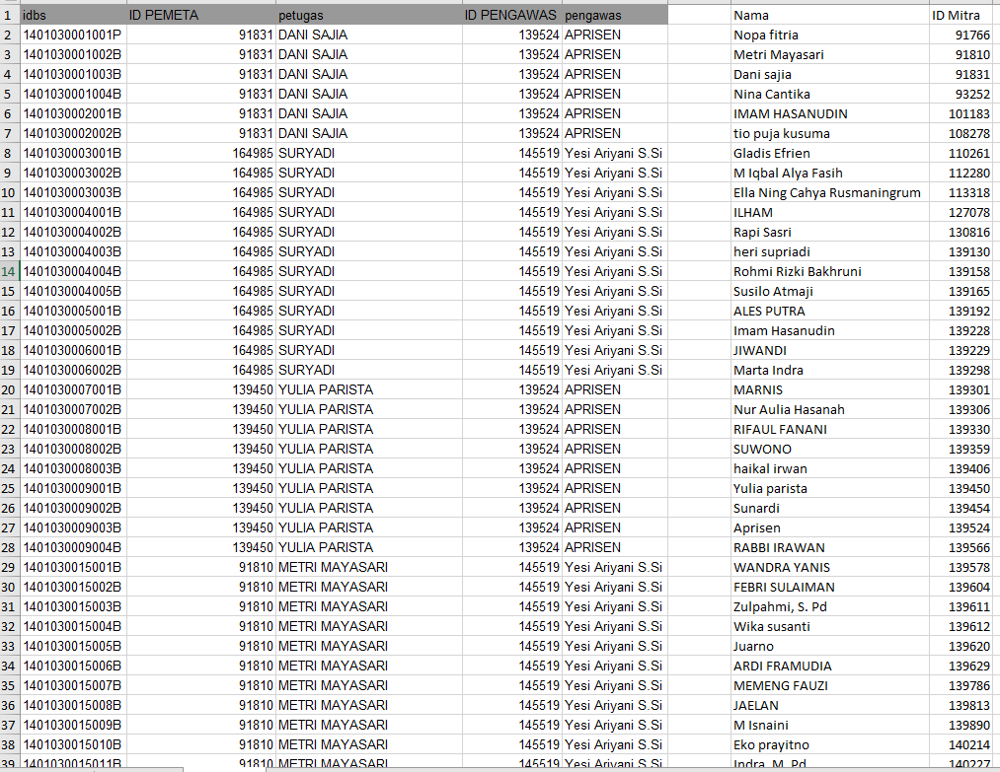 1 idbs ID PEMETA petugas ID PENGAWAS pengawas Nama ID Mitra
2 1401030001001P 91831 DANI SAJIA 139524 APRISEN Nopa fitria 91766
3 1401030001002B 91831 DANI SAJIA 139524 APRISEN Metri Mayasari 91810
4 1401030001003B 91831 DANI SAJIA 139524 APRISEN Dani sajia 91831
5 1401030001004B 91831 DANI SAJIA 139524 APRISEN Nina Cantika 93252
6 1401030002001B 91831 DANI SAJIA 139524 APRISEN IMAM HASANUDIN 101183
7 1401030002002B 91831 DANI SAJIA 139524 APRISEN tio puja kusuma 108278
8 1401030003001B 164985 SURYADI 145519 Yesi Ariyani S.Si Gladis Efrien 110261
9 1401030003002B 164985 SURYADI 145519 Yesi Ariyani S.Si M Iqbal Alya Fasih 112280
10 1401030003003B 164985 SURYADI 145519 Yesi Ariyani S.Si Ella Ning Cahya Rusmaningrum 113318
11 1401030004001B 164985 SURYADI 145519 Yesi Ariyani S.Si ILHAM 127078
12 1401030004002B 164985 SURYADI 145519 Yesi Ariyani S.Si Rapi Sasri 130816
13 1401030004003B 164985 SURYADI 145519 Yesi Ariyani S.Si heri supriadi 139130
14 1401030004004B 164985 SURYADI 145519 Yesi Ariyani S.Si Rohmi Rizki Bakhruni 139158
15 1401030004005B 164985 SURYADI 145519 Yesi Ariyani S.Si Susilo Atmaji 139165
16 1401030005001B 164985 SURYADI 145519 Yesi Ariyani S.Si ALES PUTRA 139192
17 1401030005002B 164985 SURYADI 145519 Yesi Ariyani S.Si Imam Hasanudin 139228
18 1401030006001B 164985 SURYADI 145519 Yesi Ariyani S.Si JIWANDI 139229
19 1401030006002B 164985 SURYADI 145519 Yesi Ariyani S.Si Marta Indra 139298
20 1401030007001B 139450 YULIA PARISTA 139524 APRISEN MARNIS 139301
21 1401030007002B 139450 YULIA PARISTA 139524 APRISEN Nur Aulia Hasanah 139306
22 1401030008001B 139450 YULIA PARISTA 139524 APRISEN RIFAUL FANANI 139330
23 1401030008002B 139450 YULIA PARISTA 139524 APRISEN SUWONO 139359
24 1401030008003B 139450 YULIA PARISTA 139524 APRISEN haikal irwan 139406
25 1401030009001B 139450 YULIA PARISTA 139524 APRISEN Yulia parista 139450
26 1401030009002B 139450 YULIA PARISTA 139524 APRISEN Sunardi 139454
27 1401030009003B 139450 YULIA PARISTA 139524 APRISEN Aprisen 139524
28 1401030009004B 139450 YULIA PARISTA 139524 APRISEN RABBI IRAWAN 139566
29 1401030015001B 91810 METRI MAYASARI 145519 Yesi Ariyani S.Si WANDRA YANIS 139578
30 1401030015002B 91810 METRI MAYASARI 145519 Yesi Ariyani S.Si FEBRI SULAIMAN 139604
31 1401030015003B 91810 METRI MAYASARI 145519 Yesi Ariyani S.Si Zulpahmi, S. Pd 139611
32 1401030015004B 91810 METRI MAYASARI 145519 Yesi Ariyani S.Si Wika susanti 139612
33 1401030015005B 91810 METRI MAYASARI 145519 Yesi Ariyani S.Si Juarno 139620
34 1401030015006B 91810 METRI MAYASARI 145519 Yesi Ariyani S.Si ARDI FRAMUDIA 139629
35 1401030015007B 91810 METRI MAYASARI 145519 Yesi Ariyani S.Si MEMENG FAUZI 139786
36 1401030015008B 91810 METRI MAYASARI 145519 Yesi Ariyani S.Si JAELAN 139813
37 1401030015009B 91810 METRI MAYASARI 145519 Yesi Ariyani S.Si M Isnaini 139890
38 1401030015010B 91810 METRI MAYASARI 145519 Yesi Ariyani S.Si Eko prayitno 140214
39 1401030015011B 91810 METRI MAYASARI 145519 Yesi Ariyani S.Si Indra, M. Pd 140227